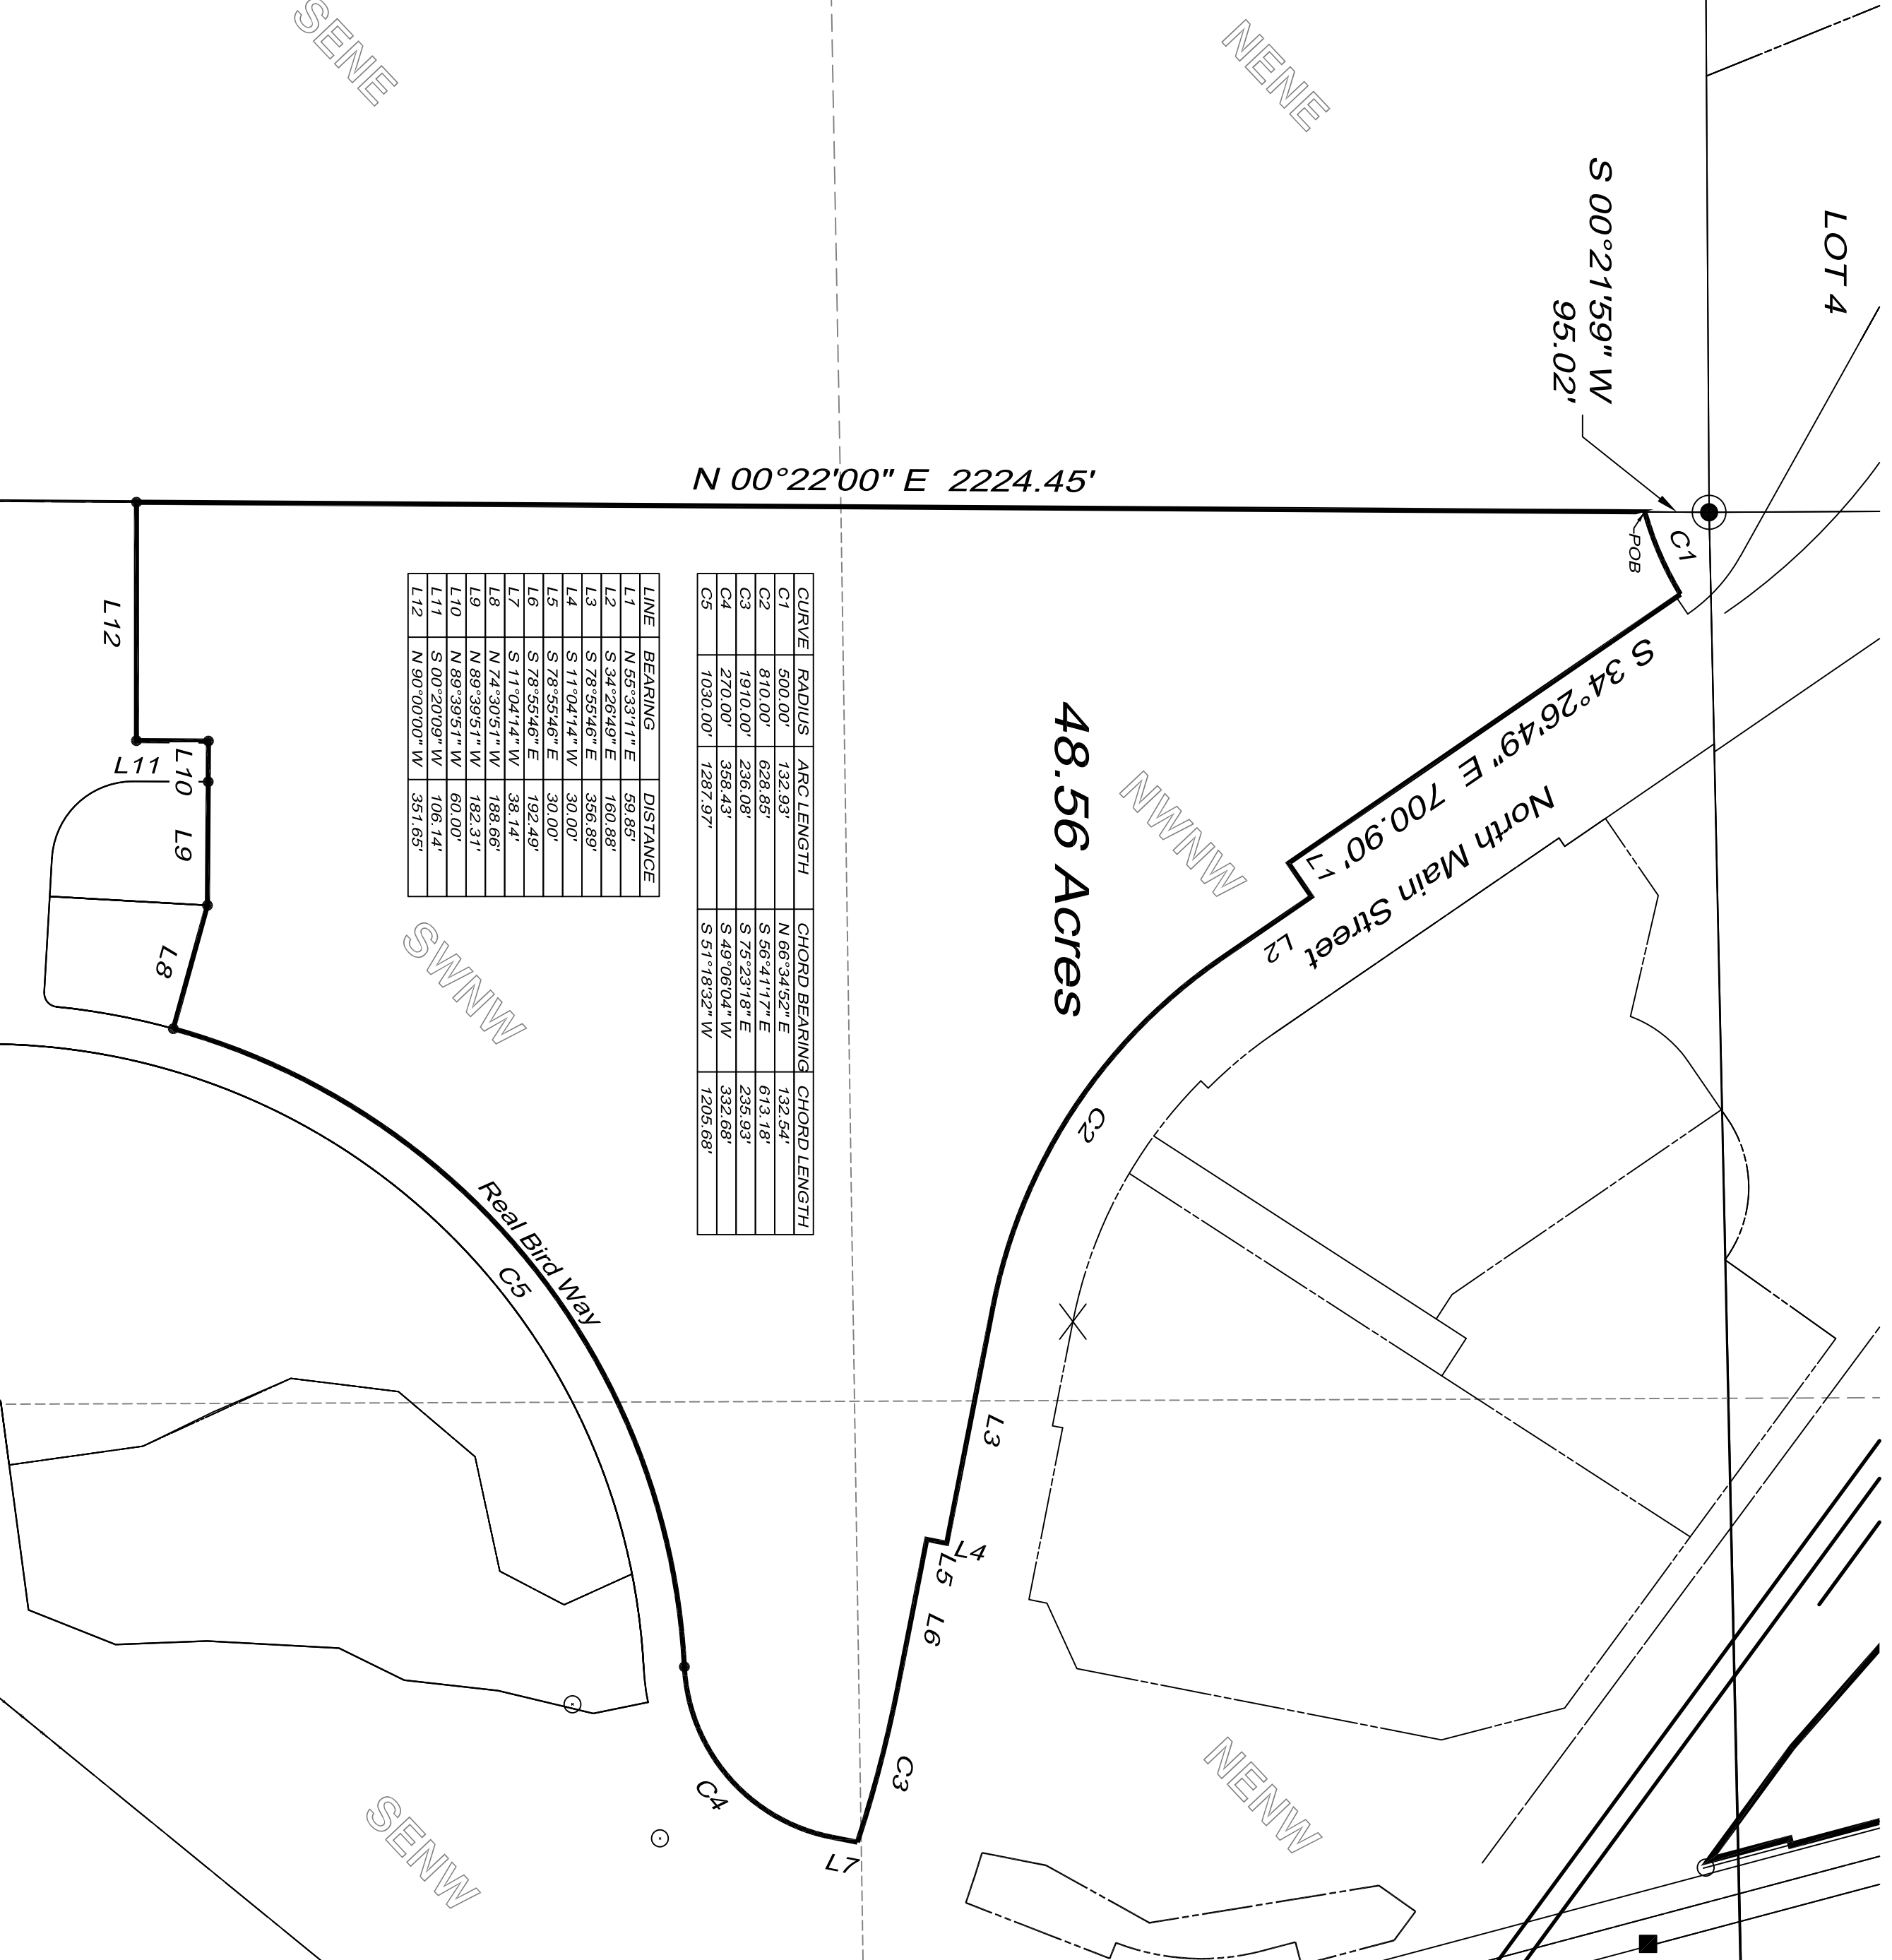 SENE
NENE
LOT 4
S 00°21'59" W
95.02'
N 00°22'00" E 2224.45'
POB
C1
S 34°26'49" E 700.90'
North Main Street
L1
L2
48.56 Acres
NWNW
C2
L3
L4
L5
L6
C3
L7
C4
C5
Real Bird Way
L8
L9
L10
L11
L12
SWNW
SENW
NENW
CURVE RADIUS ARC LENGTH CHORD BEARING CHORD LENGTH
C1 500.00' 132.93' N 66°34'52" E 132.54'
C2 810.00' 628.86' S 56°41'17" E 613.18'
C3 1910.00' 236.08' S 75°23'18" E 235.93'
C4 270.00' 358.43' S 49°06'04" W 332.68'
C5 1030.00' 1287.97' S 51°18'32" W 1205.68'
LINE BEARING DISTANCE
L1 N 55°33'11" E 59.85'
L2 S 34°26'49" E 160.88'
L3 S 78°55'46" E 356.89'
L4 S 11°04'14" W 30.00'
L5 S 78°55'46" E 30.00'
L6 S 78°55'46" E 192.49'
L7 S 11°04'14" W 38.14'
L8 N 74°30'51" W 188.66'
L9 N 89°39'51" W 182.31'
L10 N 89°39'51" W 60.00'
L11 S 00°20'09" W 106.14'
L12 N 90°00'00" W 351.65'